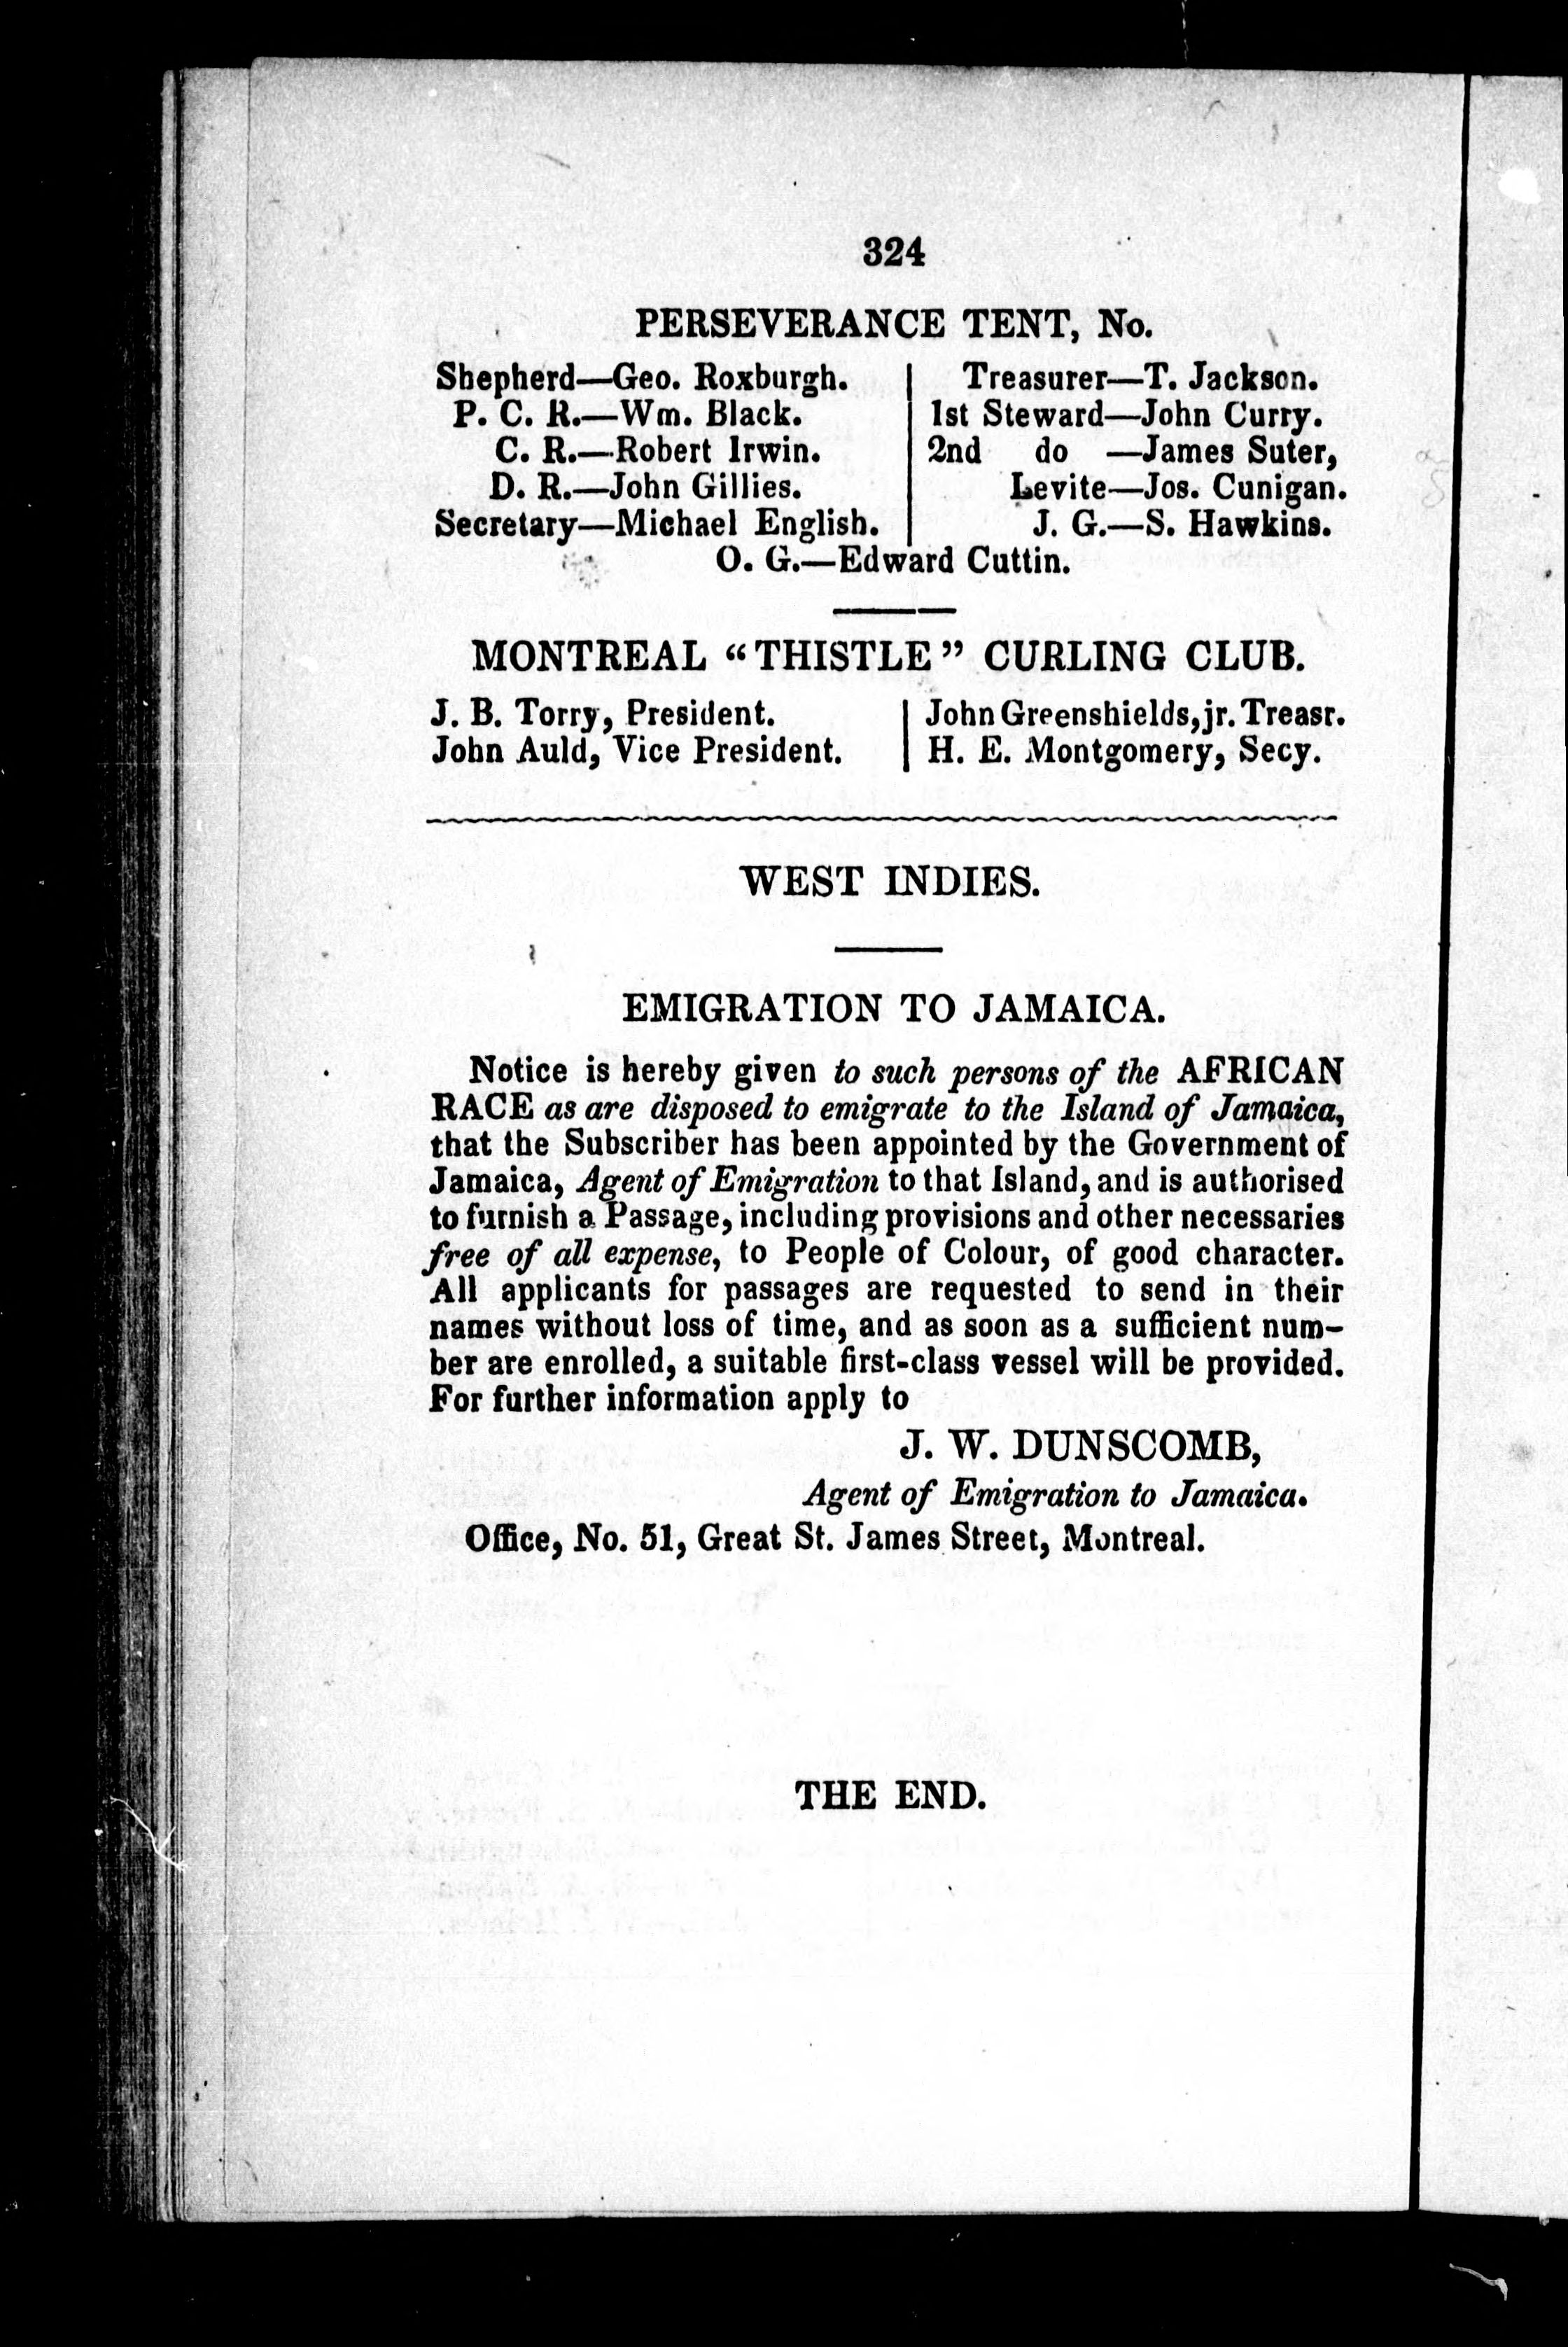 324
PERSEVERANCE TENT, No.
Shepherd—Geo. Roxburgh.
P. C. R.—Wm. Black.
C. R.—Robert Irwin.
D. R.—John Gillies.
Secretary—Michael English.
Treasurer—T. Jackson.
1st Steward—John Curry.
2nd do —James Suter,
Levite—Jos. Cunigan.
J. G.—S. Hawkins.
O. G.—Edward Cuttin.
MONTREAL “THISTLE” CURLING CLUB.
J. B. Torry, President.
John Auld, Vice President.
John Greenshields, jr. Treasr.
H. E. Montgomery, Secy.
WEST INDIES.
EMIGRATION TO JAMAICA.
Notice is hereby given to such persons of the AFRICAN
RACE as are disposed to emigrate to the Island of Jamaica,
that the Subscriber has been appointed by the Government of
Jamaica, Agent of Emigration to that Island, and is authorised
to furnish a Passage, including provisions and other necessaries
free of all expense, to People of Colour, of good character.
All applicants for passages are requested to send in their
names without loss of time, and as soon as a sufficient num-
ber are enrolled, a suitable first-class vessel will be provided.
For further information apply to
J. W. DUNSCOMB,
Agent of Emigration to Jamaica.
Office, No. 51, Great St. James Street, Montreal.
THE END.